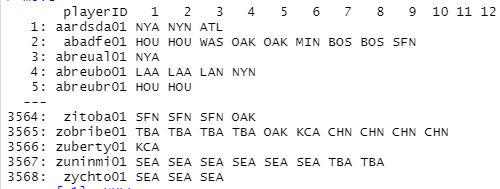 playerID 1 2 3 4 5 6 7 8 9 10 11 12
1: aardsda01 NYA NYN ATL
2: abadfe01 HOU HOU WAS OAK OAK MIN BOS BOS SFN
3: abreual01 NYA
4: abreubo01 LAA LAA LAN NYN
5: abreubr01 HOU HOU
---
3564: zitoba01 SFN SFN SFN OAK
3565: zobribe01 TBA TBA TBA TBA OAK KCA CHN CHN CHN CHN
3566: zuberty01 KCA
3567: zuninmi01 SEA SEA SEA SEA SEA SEA TBA TBA
3568: zychto01 SEA SEA SEA